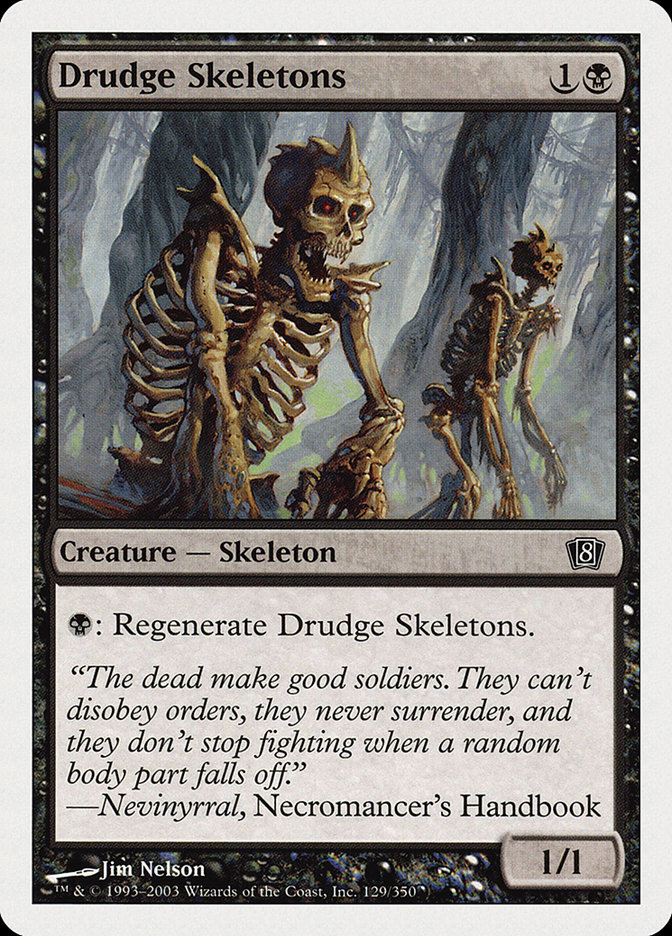 Drudge Skeletons 1
Creature — Skeleton 8
: Regenerate Drudge Skeletons.
“The dead make good soldiers. They can’t
disobey orders, they never surrender, and
they don’t stop fighting when a random
body part falls off.”
—Nevinyrral, Necromancer’s Handbook
1/1
Jim Nelson
™ & © 1993–2003 Wizards of the Coast, Inc. 129/350